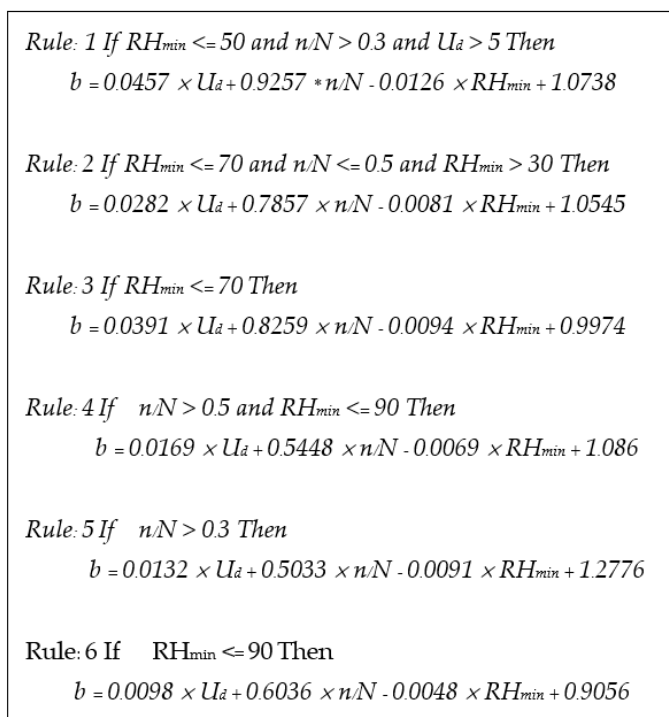 Rule: 1 If RHmin <= 50 and n/N > 0.3 and Ud > 5 Then
b = 0.0457 × Ud + 0.9257 * n/N - 0.0126 × RHmin + 1.0738
Rule: 2 If RHmin <= 70 and n/N <= 0.5 and RHmin > 30 Then
b = 0.0282 × Ud + 0.7857 × n/N - 0.0081 × RHmin + 1.0545
Rule: 3 If RHmin <= 70 Then
b = 0.0391 × Ud + 0.8259 × n/N - 0.0094 × RHmin + 0.9974
Rule: 4 If n/N > 0.5 and RHmin <= 90 Then
b = 0.0169 × Ud + 0.5448 × n/N - 0.0069 × RHmin + 1.086
Rule: 5 If n/N > 0.3 Then
b = 0.0132 × Ud + 0.5033 × n/N - 0.0091 × RHmin + 1.2776
Rule: 6 If RHmin <= 90 Then
b = 0.0098 × Ud + 0.6036 × n/N - 0.0048 × RHmin + 0.9056